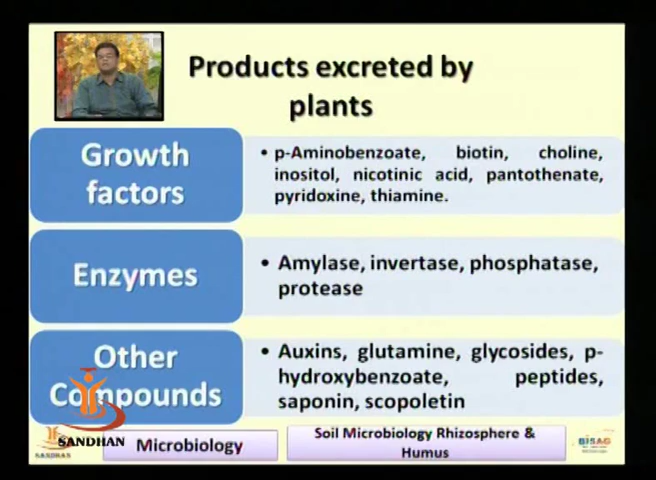 Products excreted by
plants
Growth
factors
• p-Aminobenzoate, biotin, choline,
inositol, nicotinic acid, pantothenate,
pyridoxine, thiamine.
Enzymes
• Amylase, invertase, phosphatase,
protease
Other
Compounds
• Auxins, glutamine, glycosides, p-
hydroxybenzoate, peptides,
saponin, scopoletin
SANDHAN
SANDHAN
Microbiology
Soil Microbiology Rhizosphere &
Humus
BISAG